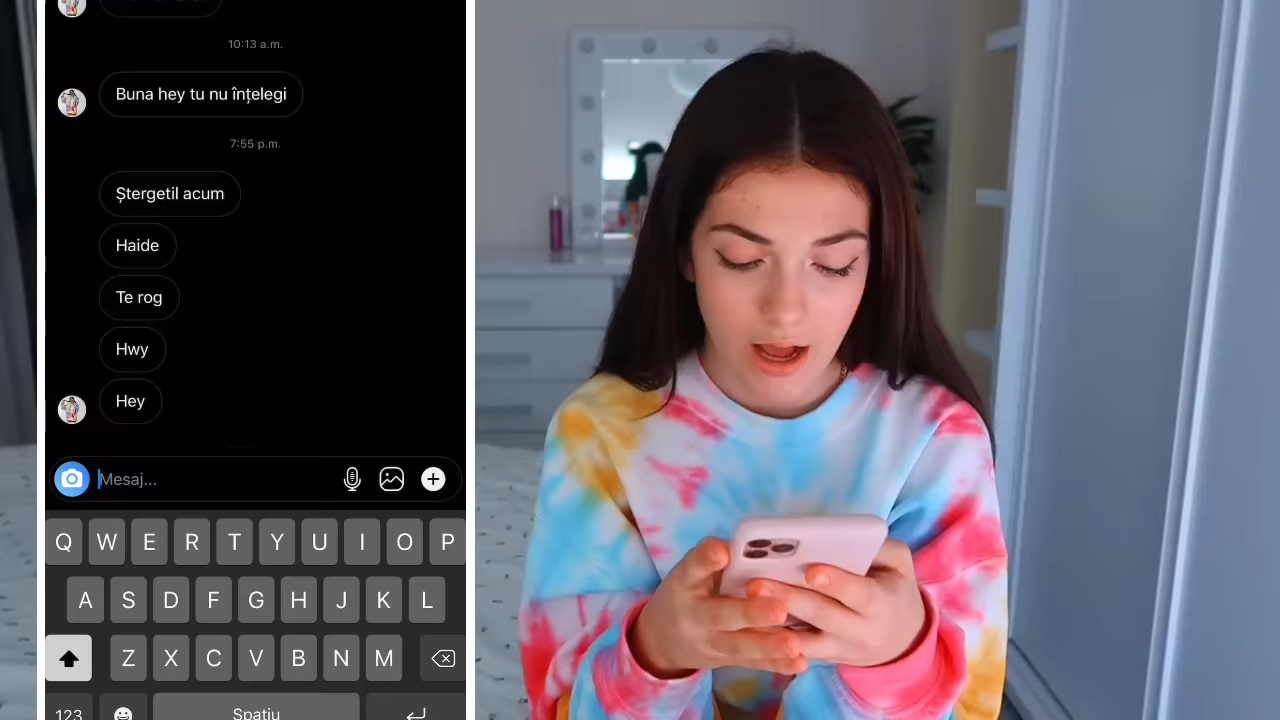 10:13 a.m.
Buna hey tu nu înțelegi
7:55 p.m.
Ștergetil acum
Haide
Te rog
Hwy
Hey
Mesaj...
Q W E R T Y U I O P
A S D F G H J K L
Z X C V B N M
123 Spațiu